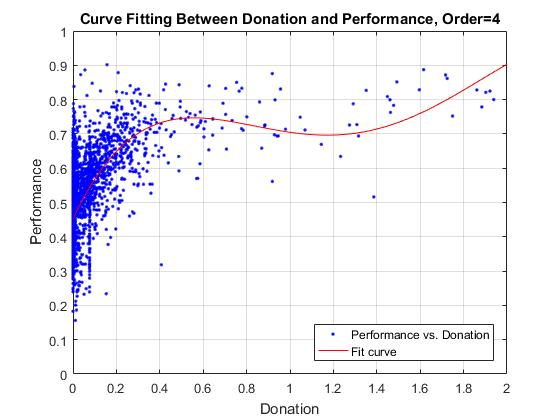 Curve Fitting Between Donation and Performance, Order=4
1
0.9
0.8
0.7
0.6
0.5
0.4
0.3
0.2
0.1
0
Performance
Performance vs. Donation
Fit curve
0 0.2 0.4 0.6 0.8 1 1.2 1.4 1.6 1.8 2
Donation